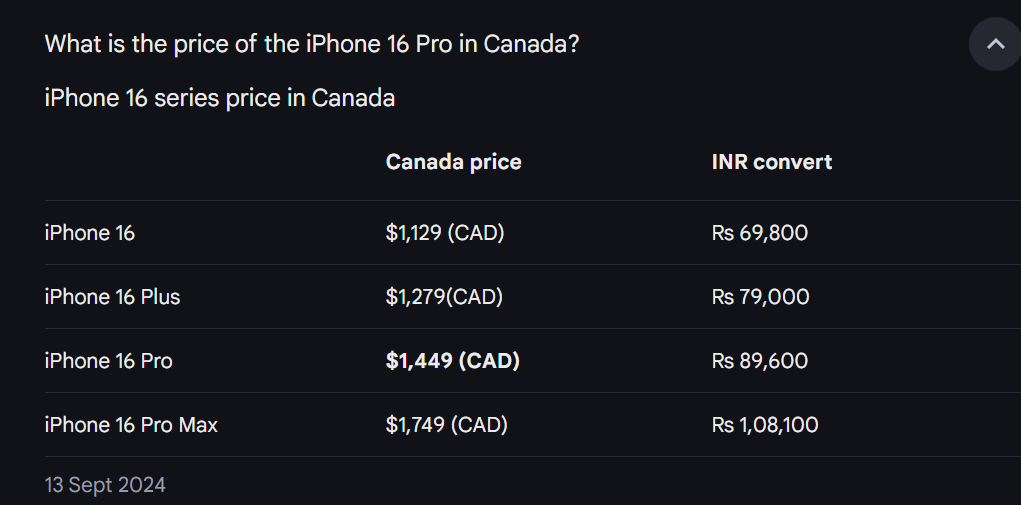 What is the price of the iPhone 16 Pro in Canada?
iPhone 16 series price in Canada
Canada price INR convert
iPhone 16 $1,129 (CAD) Rs 69,800
iPhone 16 Plus $1,279(CAD) Rs 79,000
iPhone 16 Pro $1,449 (CAD) Rs 89,600
iPhone 16 Pro Max $1,749 (CAD) Rs 1,08,100
13 Sept 2024